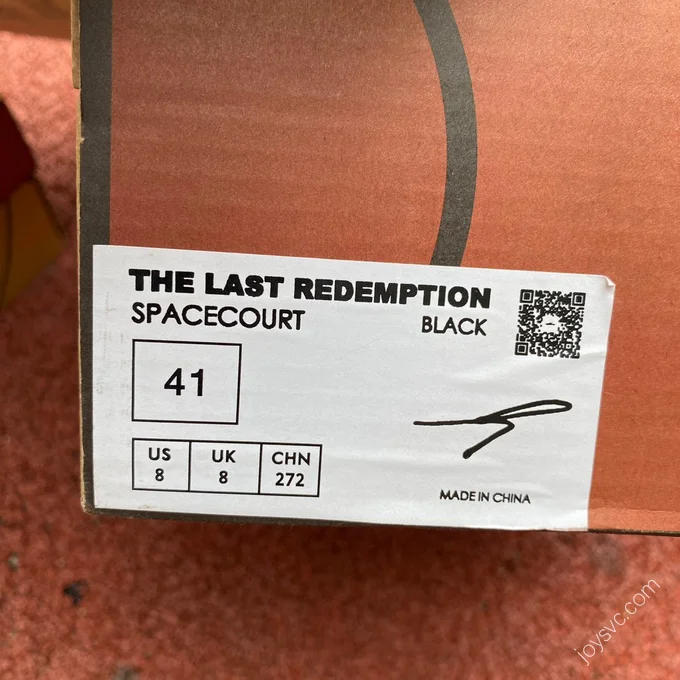 THE LAST REDEMPTION
SPACECOURT BLACK
41
US UK CHN
8 8 272
MADE IN CHINA
joysvc.com